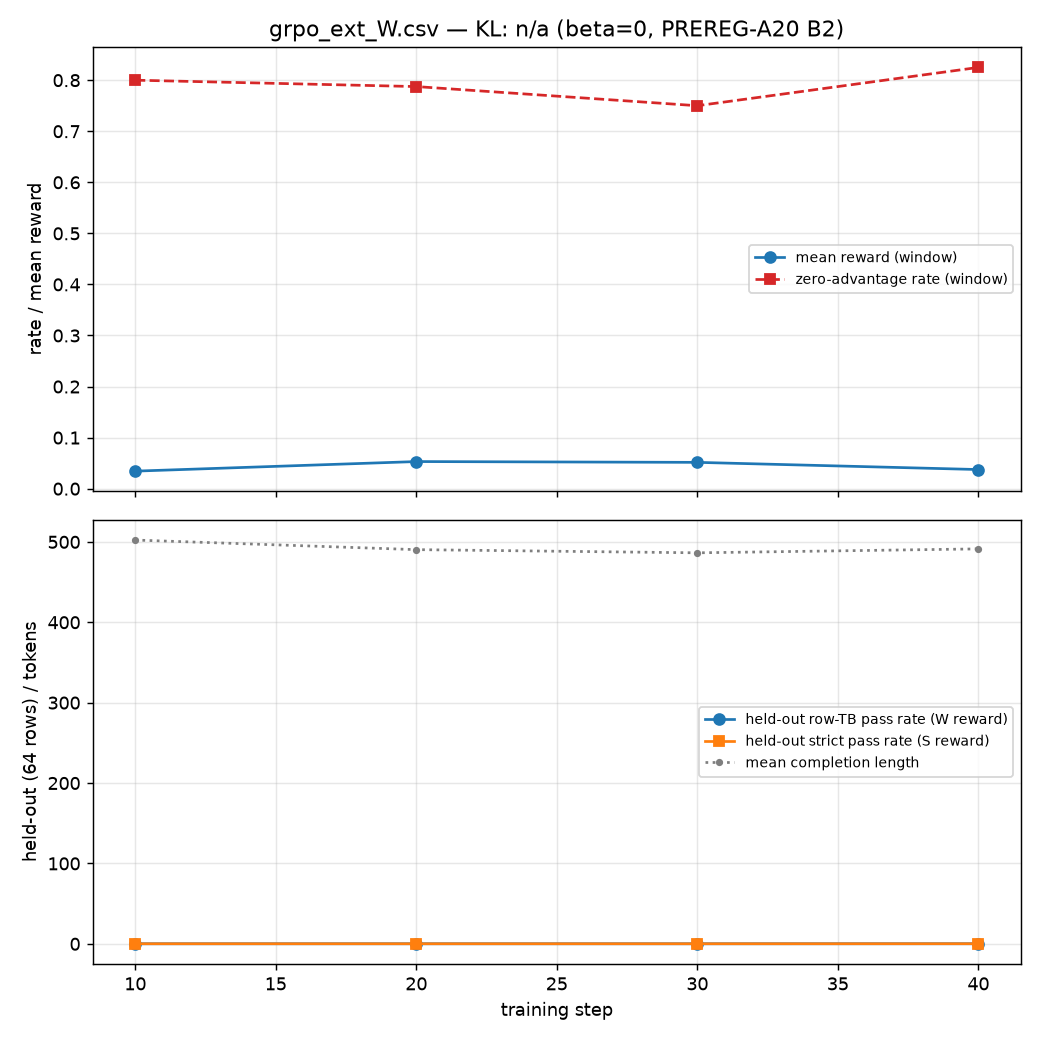 grpo_ext_W.csv — KL: n/a (beta=0, PREREG-A20 B2)
rate / mean reward
0.8
0.7
0.6
0.5
0.4
0.3
0.2
0.1
0.0
mean reward (window)
zero-advantage rate (window)
held-out (64 rows) / tokens
500
400
300
200
100
0
held-out row-TB pass rate (W reward)
held-out strict pass rate (S reward)
mean completion length
10 15 20 25 30 35 40
training step